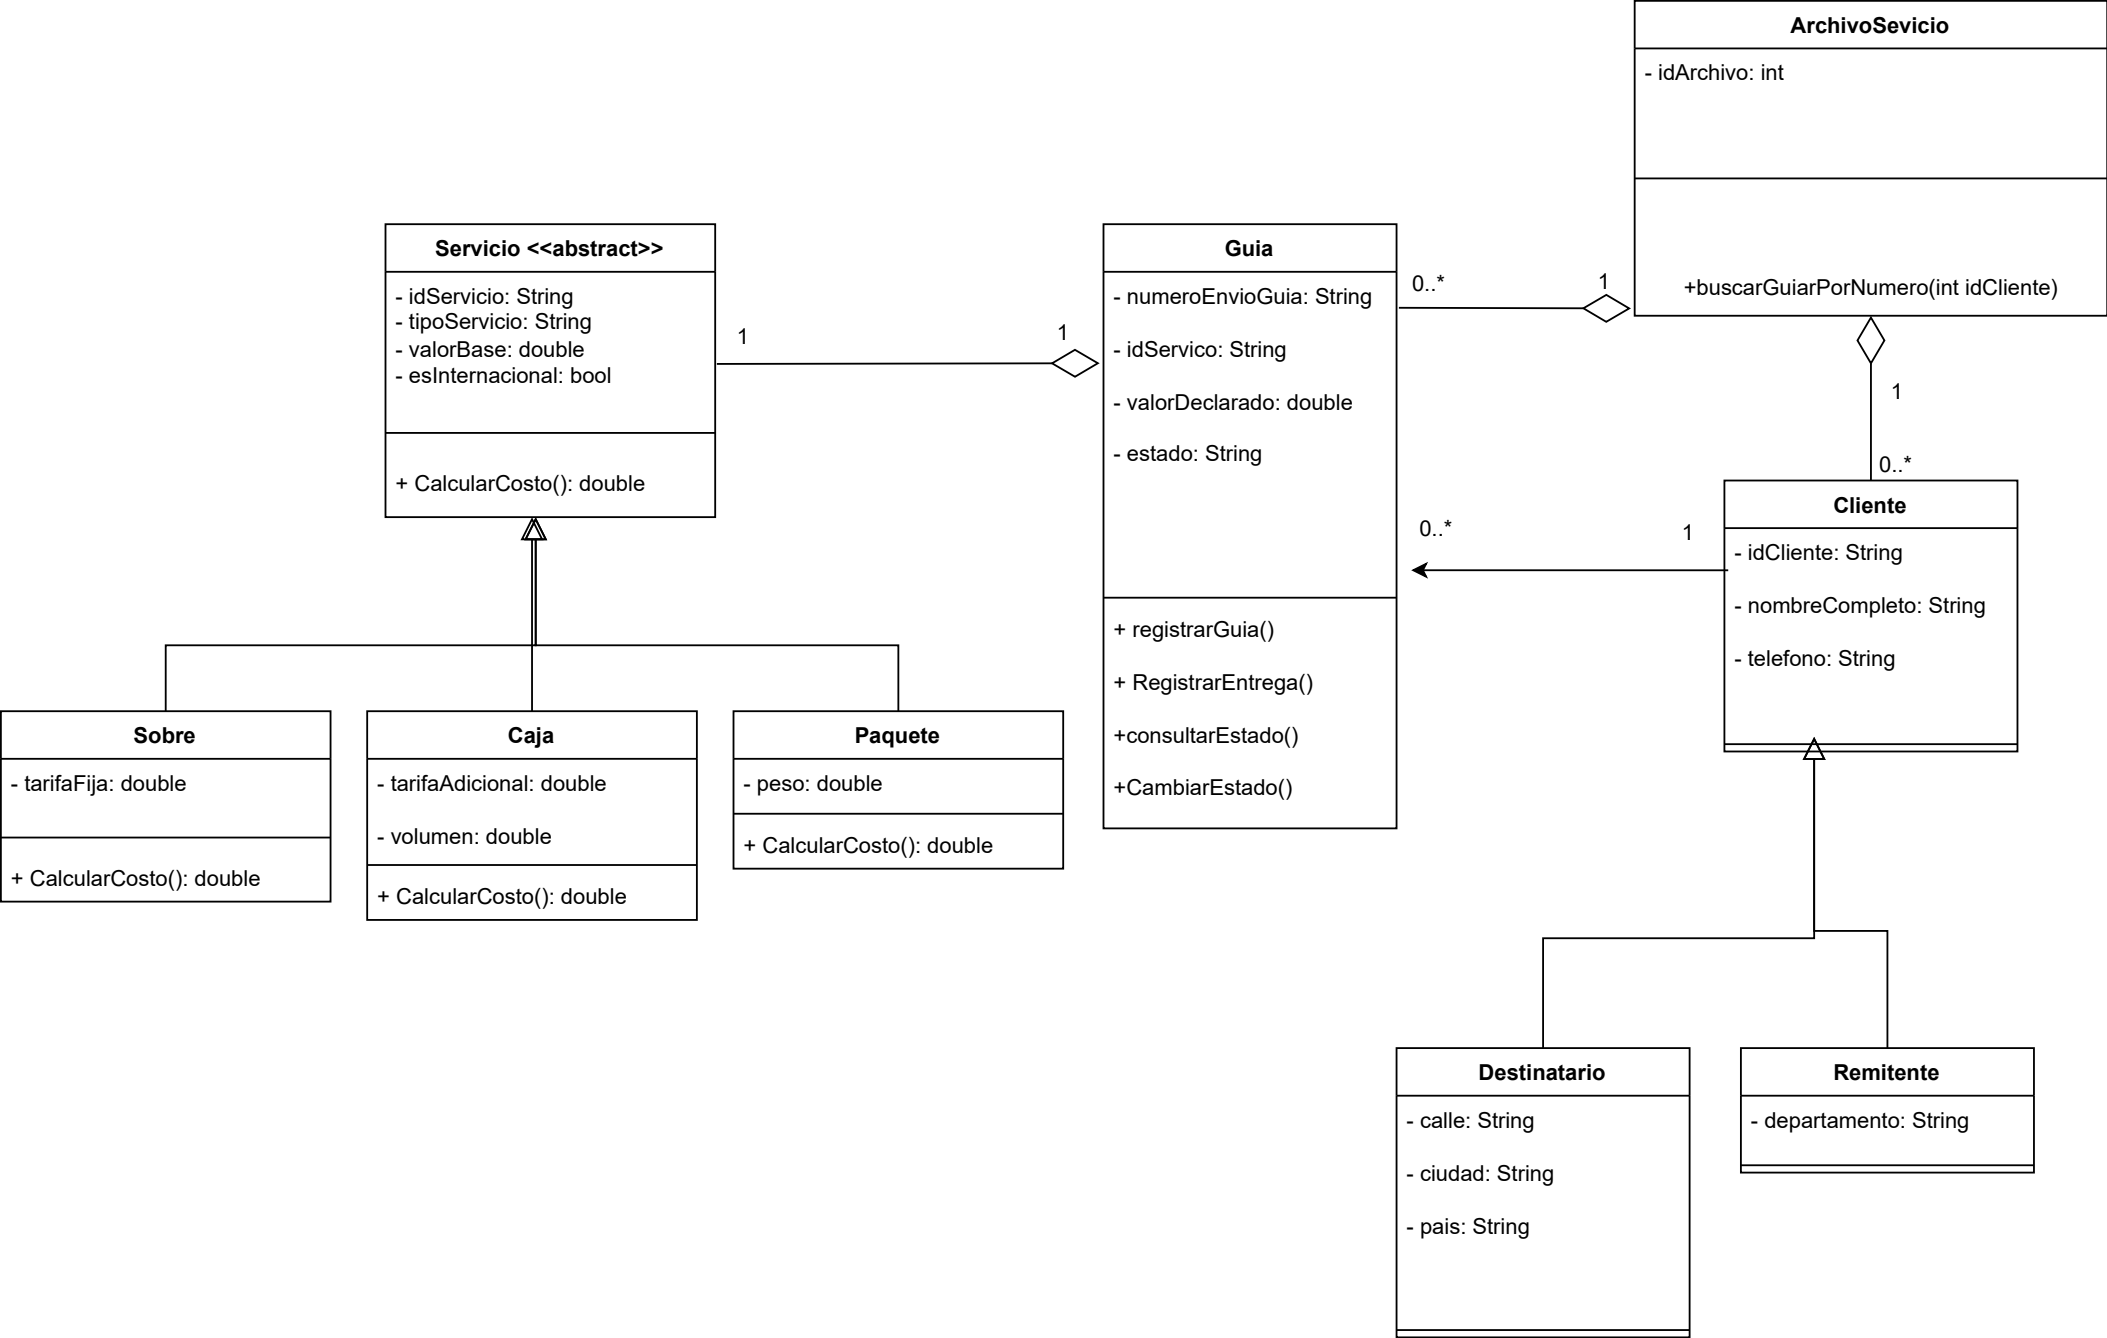 ArchivoSevicio
- idArchivo: int
+buscarGuiarPorNumero(int idCliente)
Servicio <<abstract>>
- idServicio: String
- tipoServicio: String
- valorBase: double
- esInternacional: bool
+ CalcularCosto(): double
1
1
Guia
- numeroEnvioGuia: String
- idServico: String
- valorDeclarado: double
- estado: String
+ registrarGuia()
+ RegistrarEntrega()
+consultarEstado()
+CambiarEstado()
0..*
1
1
0..*
0..*
1
Cliente
- idCliente: String
- nombreCompleto: String
- telefono: String
Sobre
- tarifaFija: double
+ CalcularCosto(): double
Caja
- tarifaAdicional: double
- volumen: double
+ CalcularCosto(): double
Paquete
- peso: double
+ CalcularCosto(): double
Destinatario
- calle: String
- ciudad: String
- pais: String
Remitente
- departamento: String